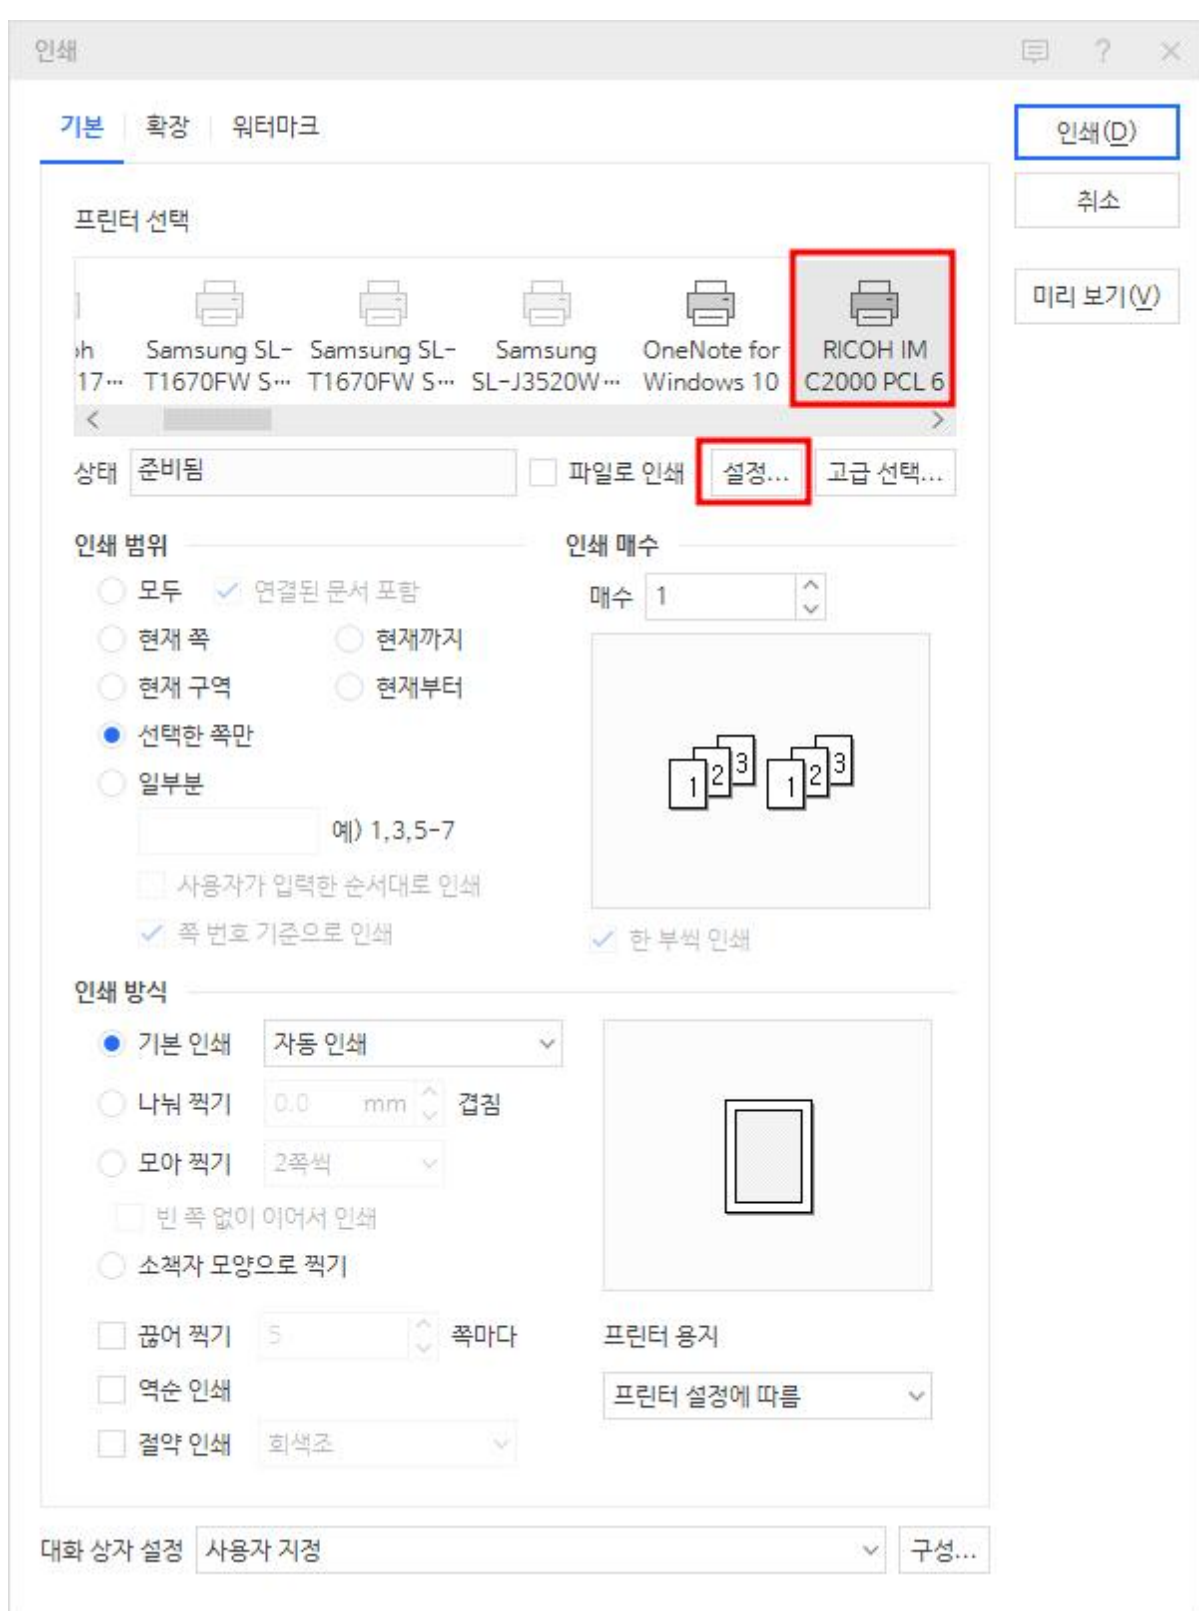 인쇄
?
기본 확장 워터마크
인쇄(D)
취소
미리 보기(V)
프린터 선택
Samsung SL-
T1670FW S…
Samsung SL-
T1670FW S…
Samsung
SL-J3520W…
OneNote for
Windows 10
RICOH IM
C2000 PCL 6
17…
상태 준비됨 파일로 인쇄 설정... 고급 선택...
인쇄 범위
모두 연결된 문서 포함
현재 쪽 현재까지
현재 구역 현재부터
선택한 쪽만
일부분
예) 1,3,5-7
사용자가 입력한 순서대로 인쇄
쪽 번호 기준으로 인쇄
인쇄 매수
매수 1
1 2 3 1 2 3
한 부씩 인쇄
인쇄 방식
기본 인쇄 자동 인쇄
나눠 찍기 0.0 mm 겹침
모아 찍기 2쪽씩
빈 쪽 없이 이어서 인쇄
소책자 모양으로 찍기
끊어 찍기 5 쪽마다
역순 인쇄
절약 인쇄 회색조
프린터 용지
프린터 설정에 따름
대화 상자 설정 사용자 지정 구성...